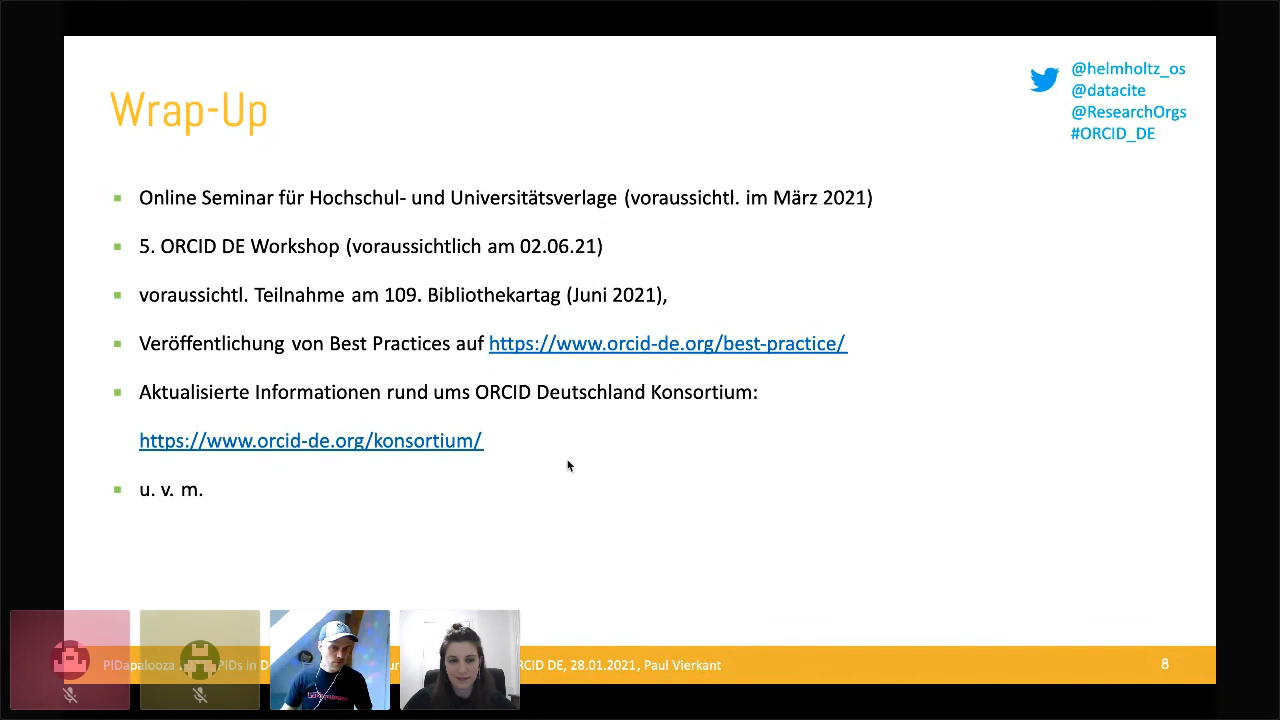 Wrap-Up
@helmholtz_os
@datacite
@ResearchOrgs
#ORCID_DE
Online Seminar für Hochschul- und Universitätsverlage (voraussichtl. im März 2021)
5. ORCID DE Workshop (voraussichtlich am 02.06.21)
voraussichtl. Teilnahme am 109. Bibliothekartag (Juni 2021),
Veröffentlichung von Best Practices auf https://www.orcid-de.org/best-practice/
Aktualisierte Informationen rund ums ORCID Deutschland Konsortium:
https://www.orcid-de.org/konsortium/
u. v. m.
PIDapalooza PIDs in ORCID DE, 28.01.2021, Paul Vierkant
8